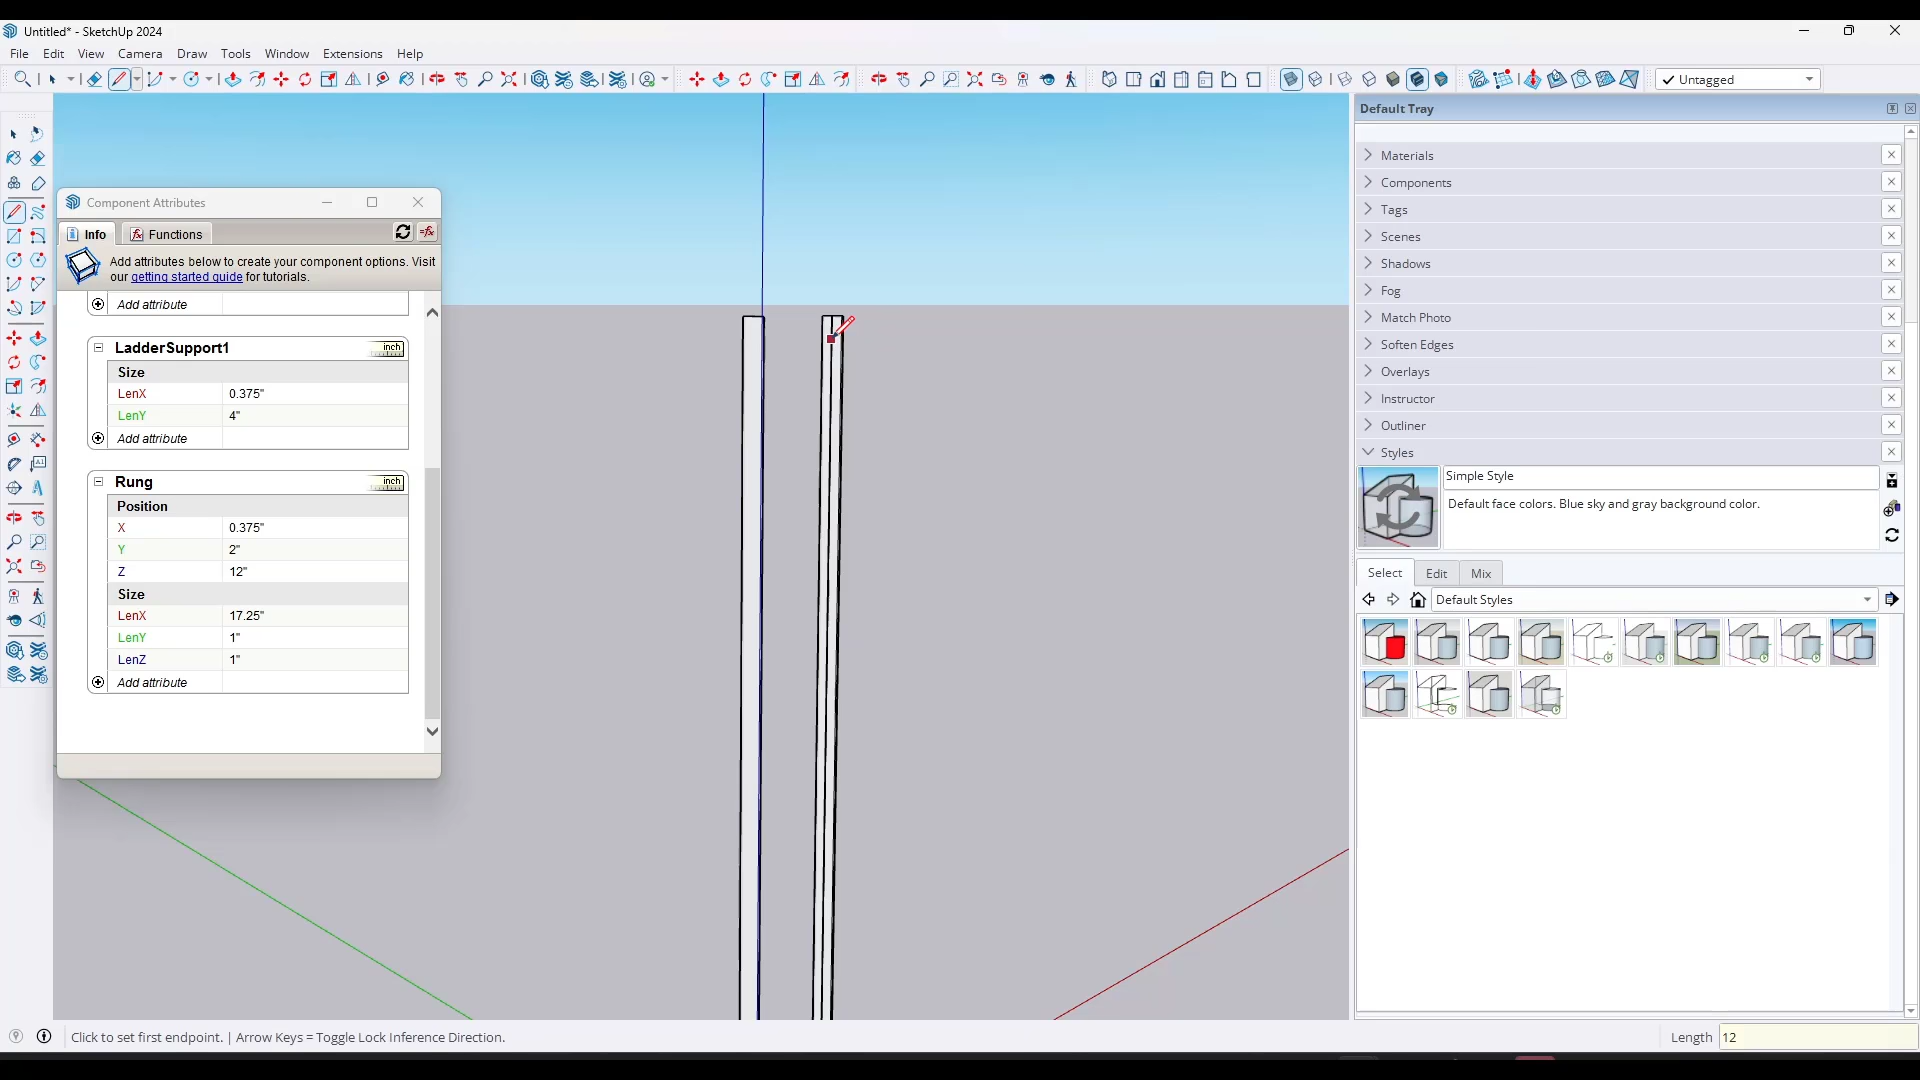 Untitled* - SketchUp 2024
File Edit View Camera Draw Tools Window Extensions Help
Untagged
Default Tray
Materials
Components
Tags
Scenes
Shadows
Fog
Match Photo
Soften Edges
Overlays
Instructor
Outliner
Styles
Simple Style
Default face colors. Blue sky and gray background color.
Select Edit Mix
Default Styles
Component Attributes
Info Functions
Add attributes below to create your component options. Visit
our getting started guide for tutorials.
Add attribute
LadderSupport1 inch
Size
LenX 0.375"
LenY 4"
Add attribute
Rung inch
Position
X 0.375"
Y 2"
Z 12"
Size
LenX 17.25"
LenY 1"
LenZ 1"
Add attribute
Click to set first endpoint. | Arrow Keys = Toggle Lock Inference Direction.
Length 12